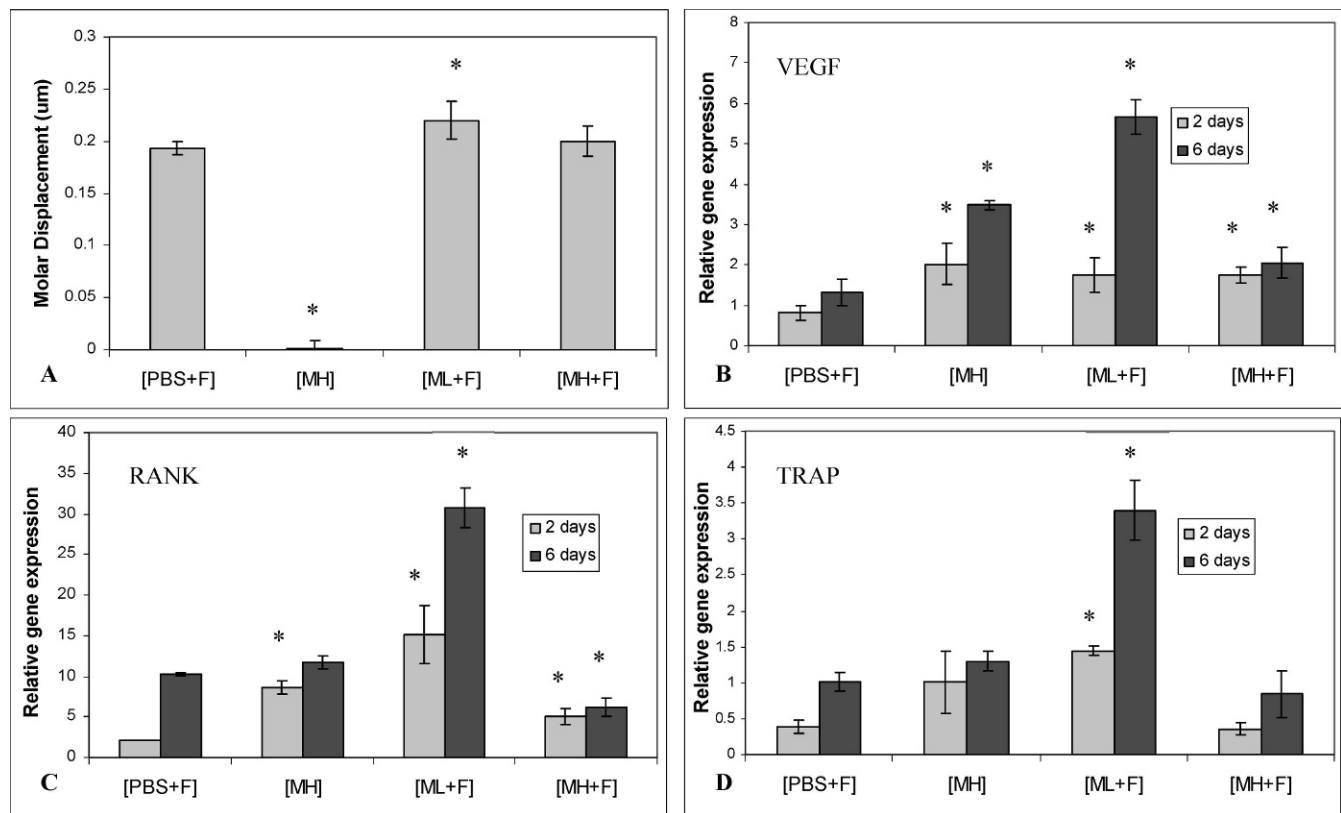 0.3
0.25
0.2
0.15
0.1
0.05
0
Molar Displacement (um)
*
*
A
[PBS+F] [MH] [ML+F] [MH+F]
8
7
6
5
4
3
2
1
0
Relative gene expression
VEGF
2 days
6 days
* * * * * *
B
[PBS+F] [MH] [ML+F] [MH+F]
40
35
30
25
20
15
10
5
0
Relative gene expression
RANK
2 days
6 days
* * * * *
C
[PBS+F] [MH] [ML+F] [MH+F]
4.5
4
3.5
3
2.5
2
1.5
1
0.5
0
Relative gene expression
TRAP
2 days
6 days
* *
D
[PBS+F] [MH] [ML+F] [MH+F]